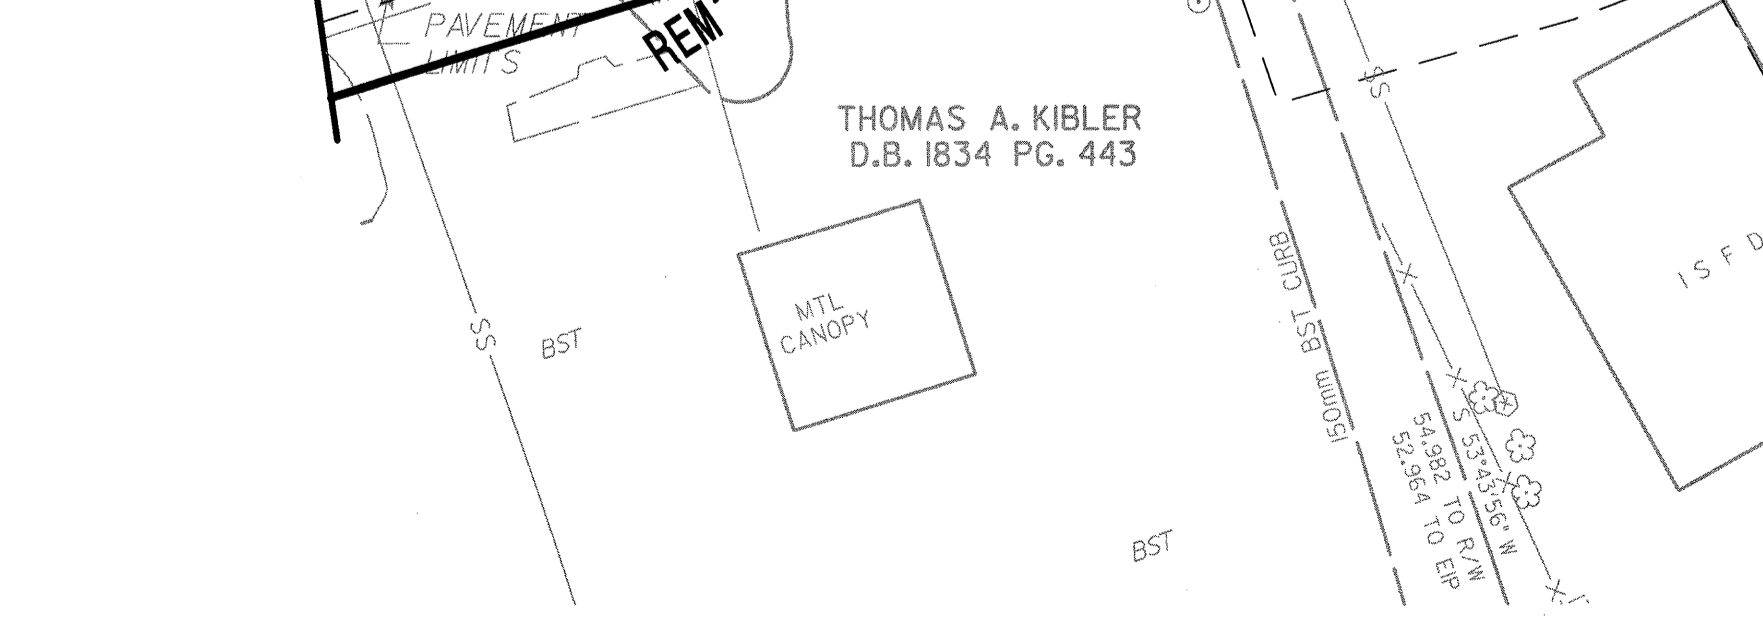 PAVEMENT
LIMITS
REM
THOMAS A. KIBLER
D.B. 1834 PG. 443
SS
MTL
CANOPY
BST
SS
150mm BST CURB
I S F D
S 53°43'56" W
54.982 TO R/W
52.964 TO EIP
BST